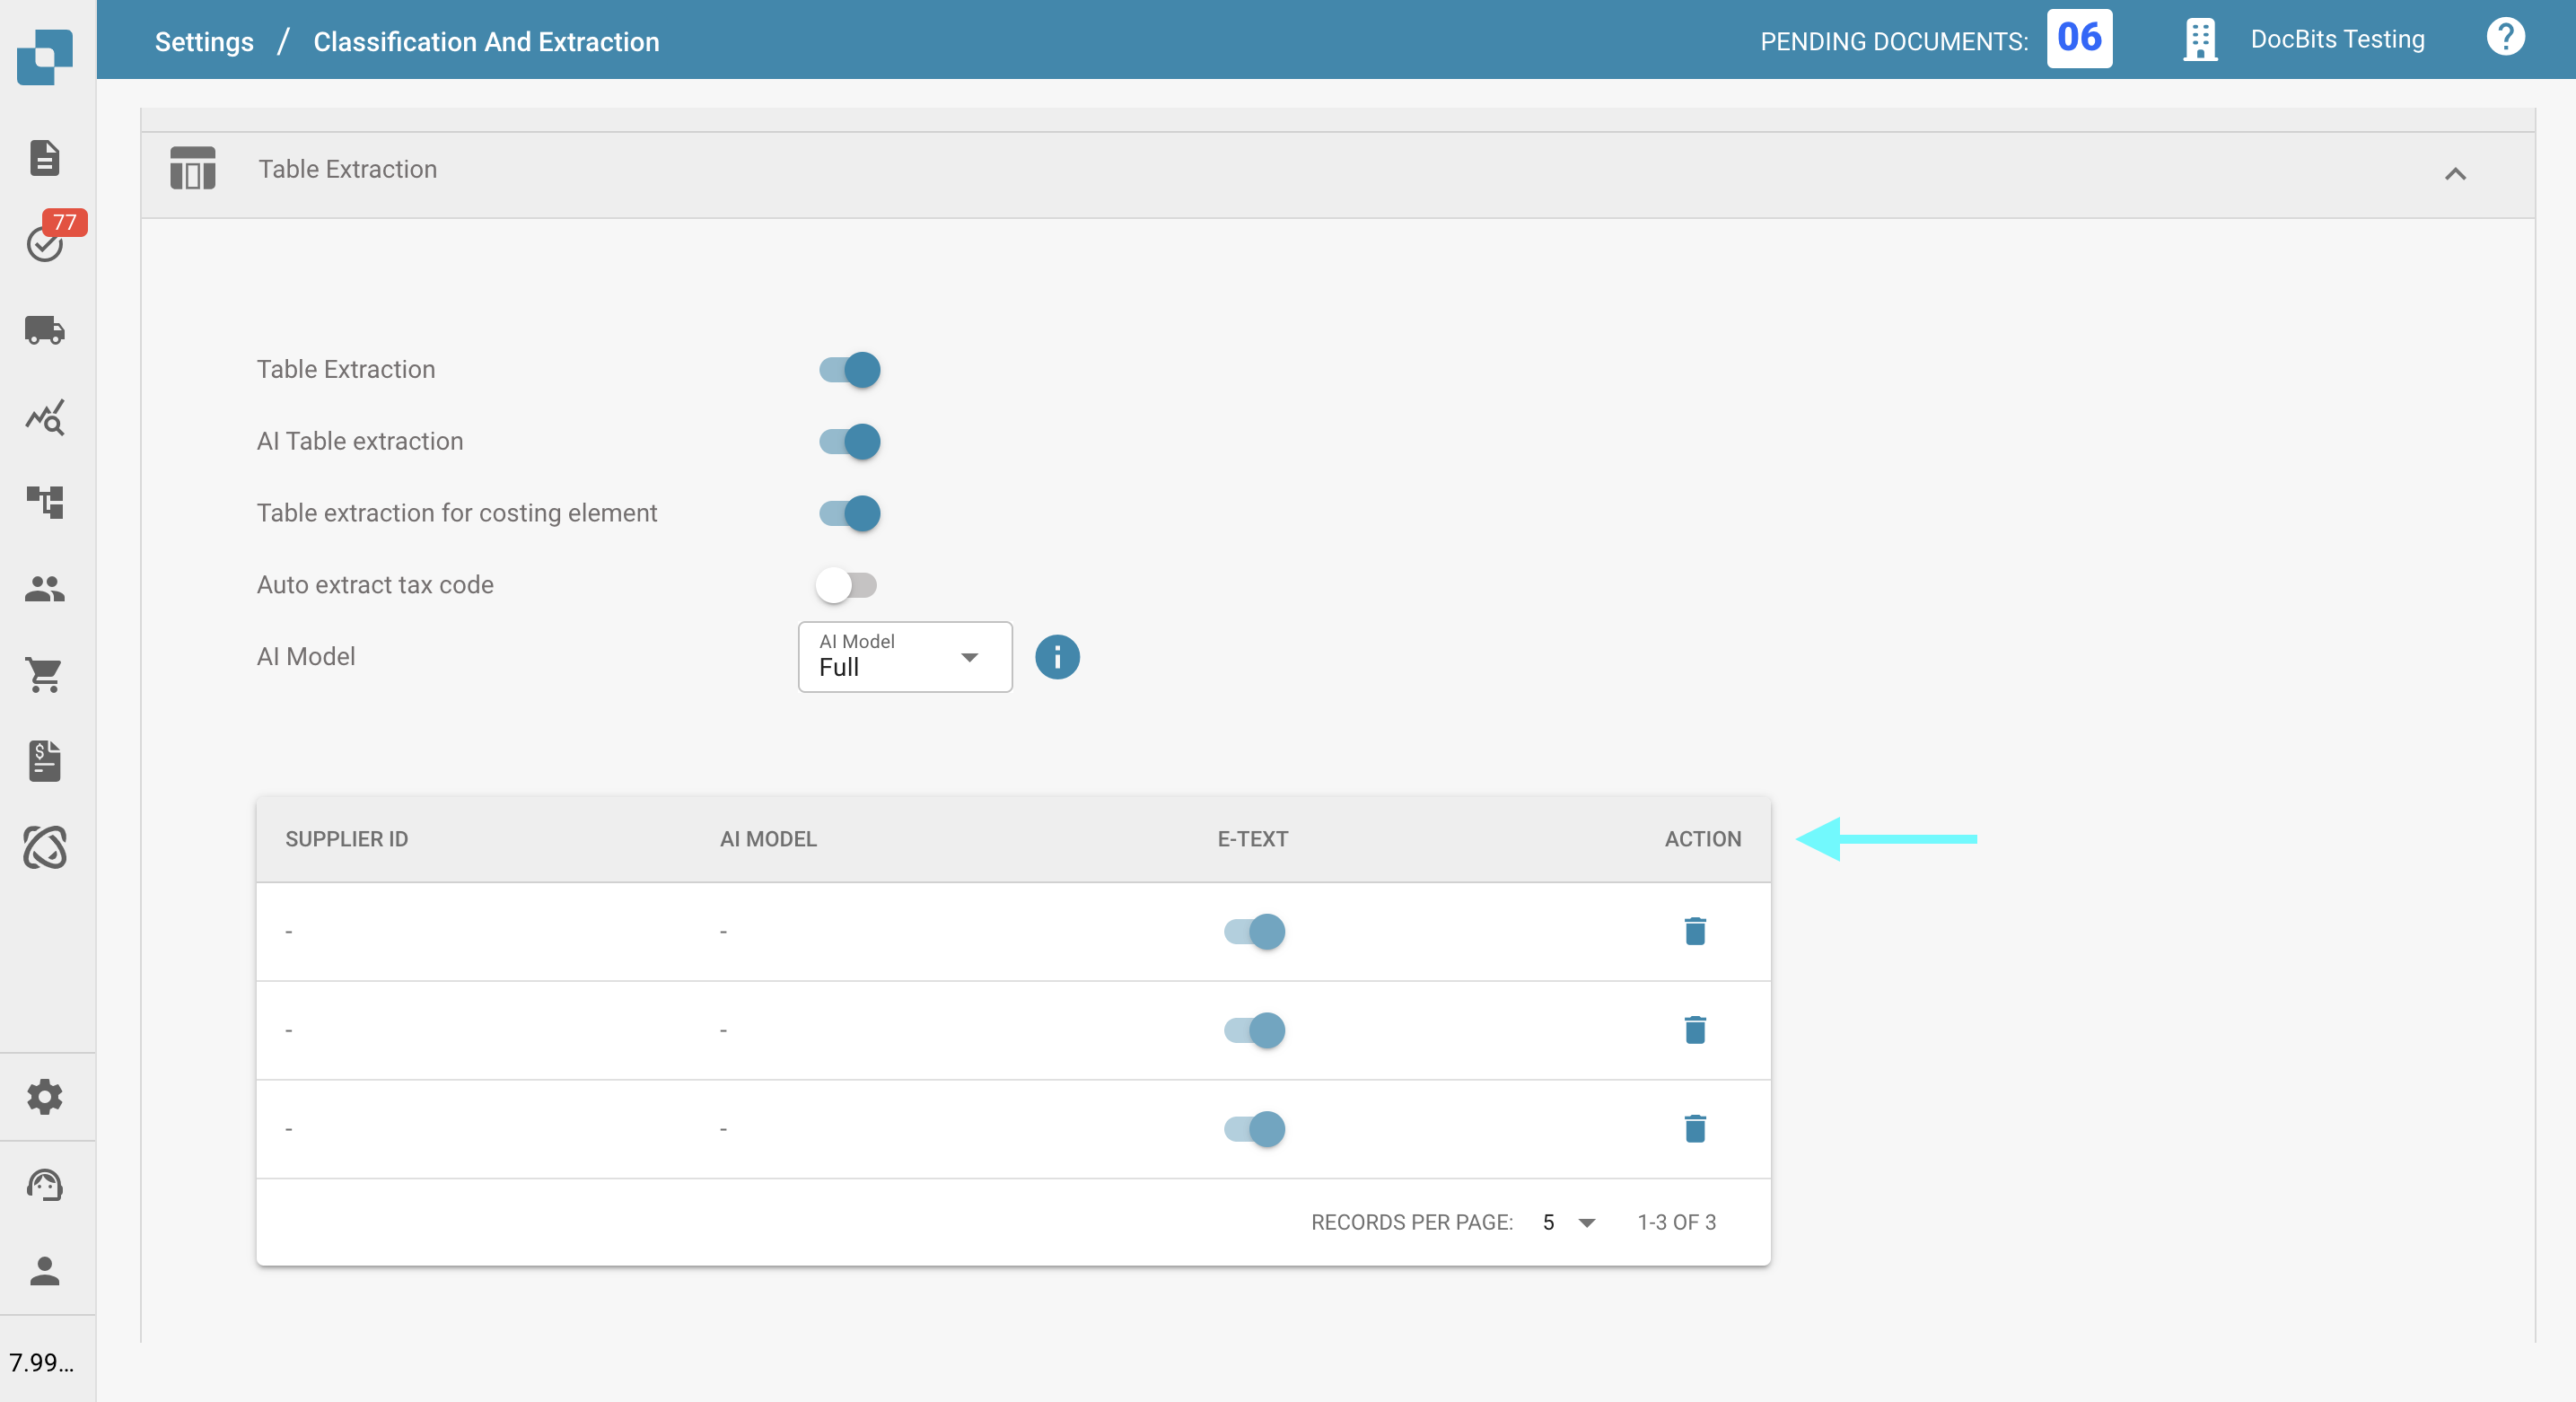 Settings / Classification And Extraction
PENDING DOCUMENTS: 06
DocBits Testing
?
77
Table Extraction
Table Extraction
AI Table extraction
Table extraction for costing element
Auto extract tax code
AI Model
AI Model
Full
i
SUPPLIER ID AI MODEL E-TEXT ACTION
- -
- -
- -
RECORDS PER PAGE: 5 1-3 OF 3
7.99...